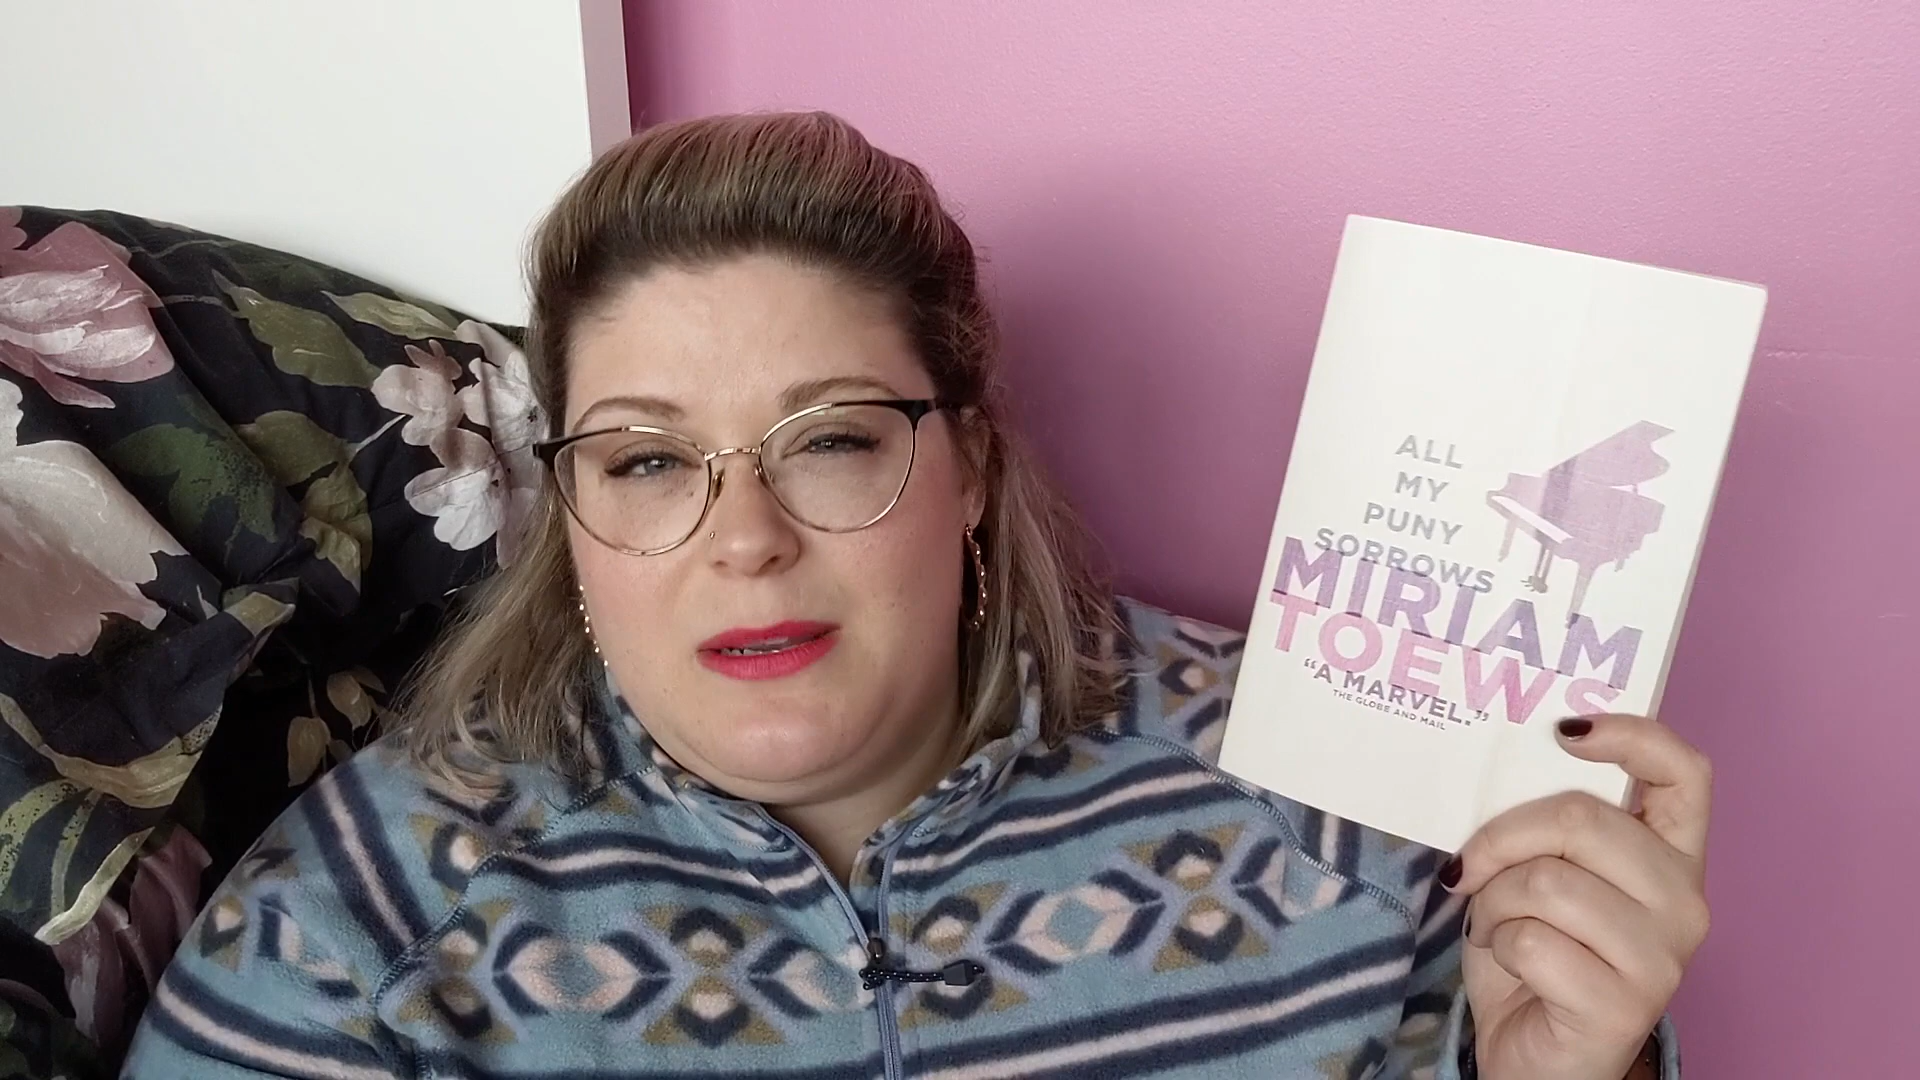 ALL
MY
PUNY
SORROWS
MIRIAM
TOEWS
“A MARVEL.”
THE GLOBE AND MAIL